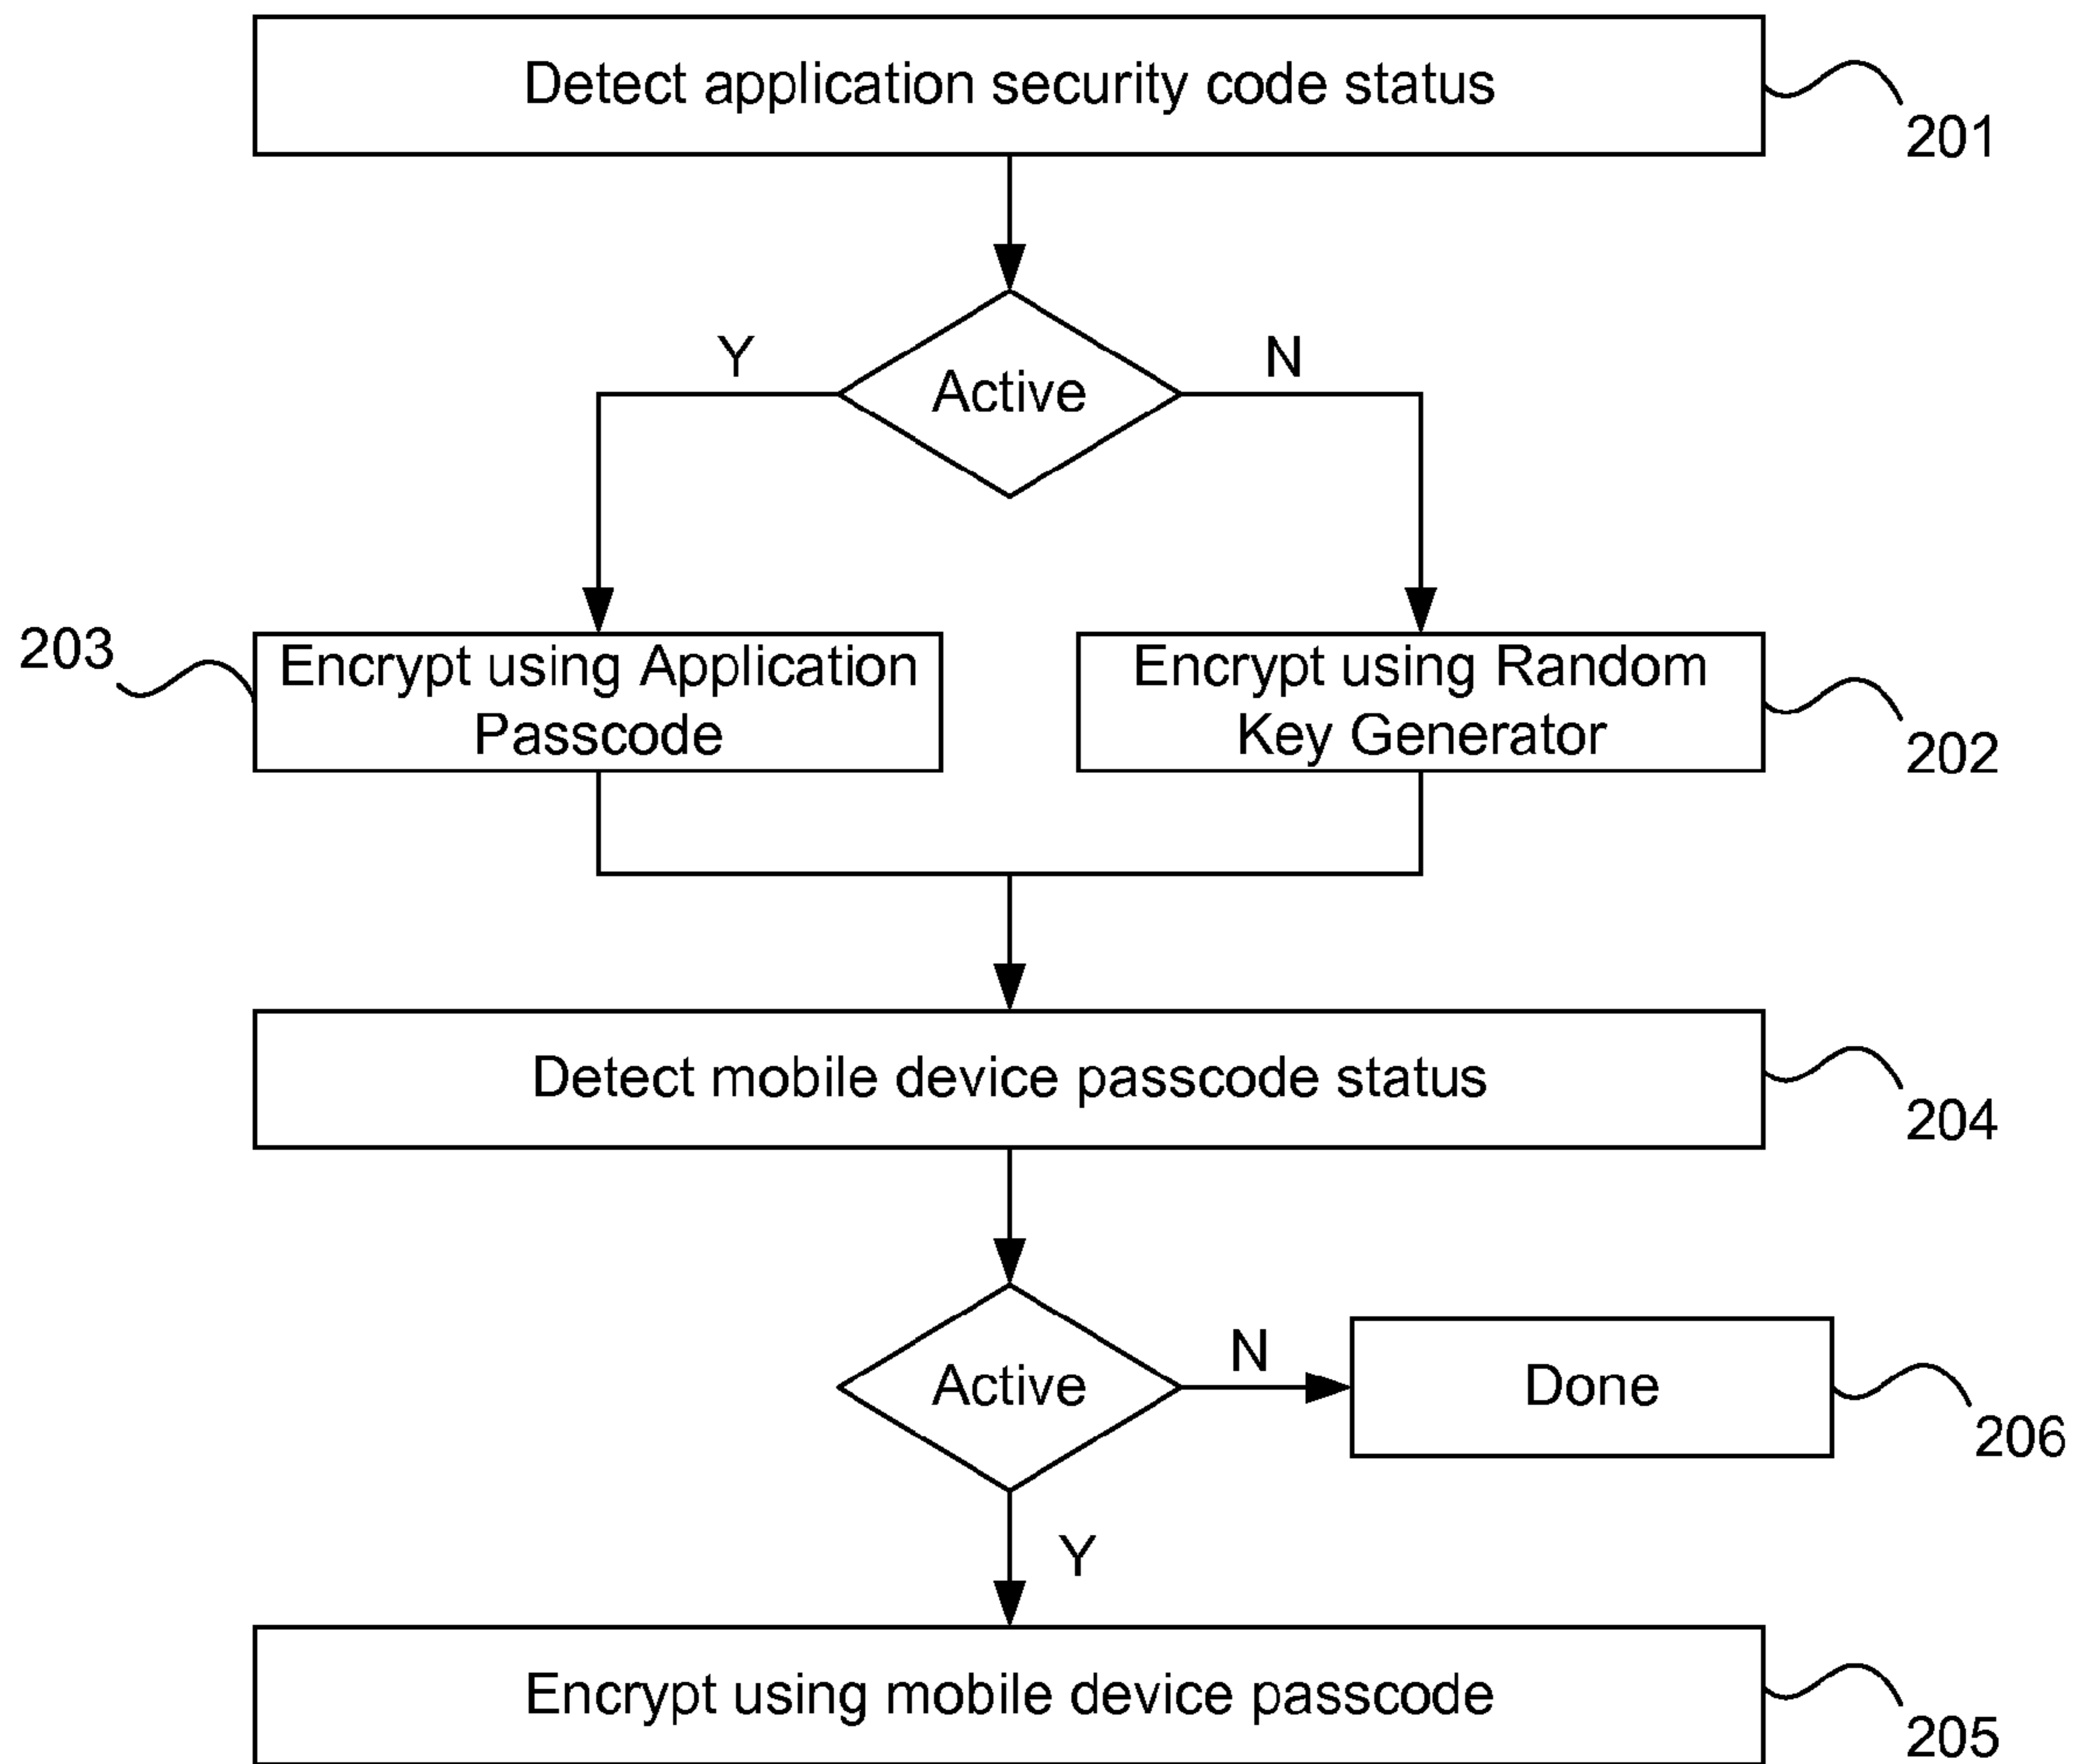 Detect application security code status
201
Y
Active
N
203
Encrypt using Application
Passcode
Encrypt using Random
Key Generator
202
Detect mobile device passcode status
204
Active
N
Done
206
Y
Encrypt using mobile device passcode
205